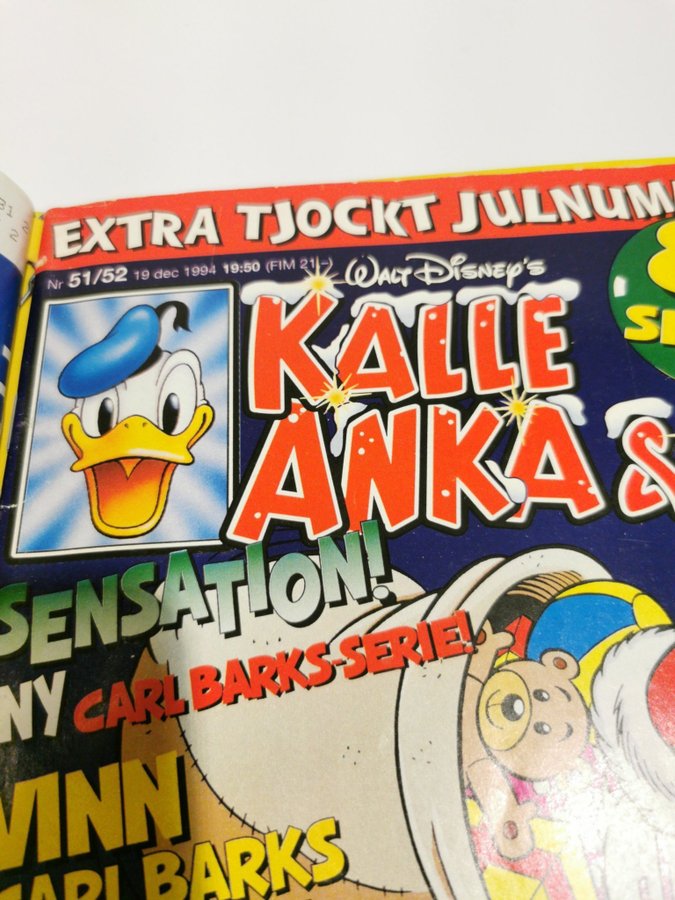 EXTRA TJOCKT JULNUM
Nr 51/52 19 dec 1994 19:50 (FIM 21:-)
WALT DISNEY'S
KALLE
ANKA &
SENSATION!
NY CARL BARKS-SERIE!
VINN
CARL BARKS